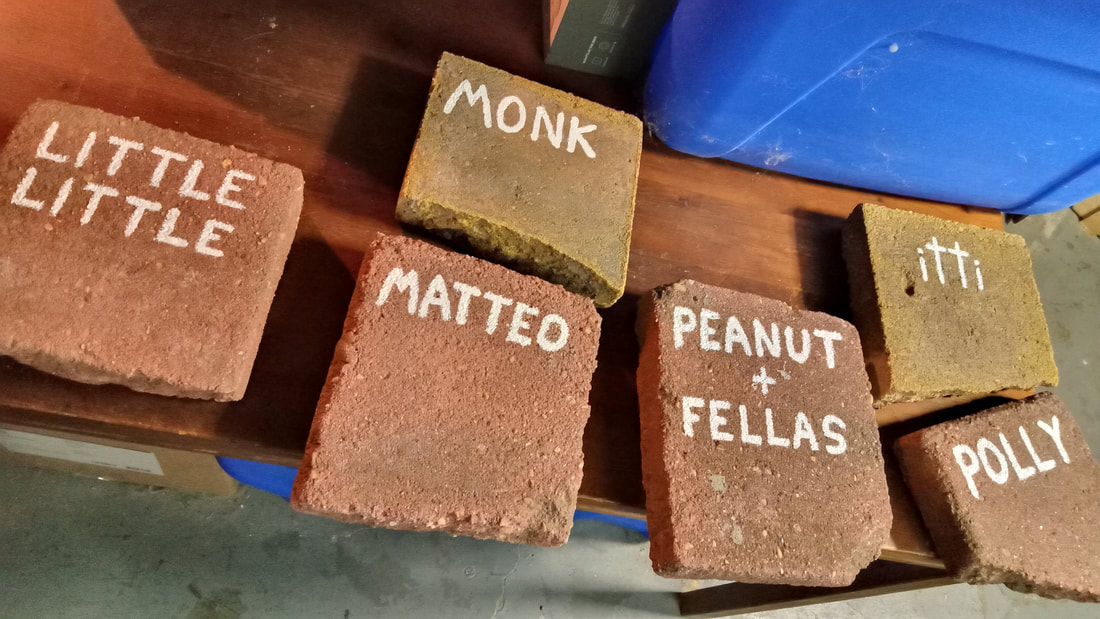 LITTLE
LITTLE
MONK
MATTEO
PEANUT
+
FELLAS
itti
POLLY